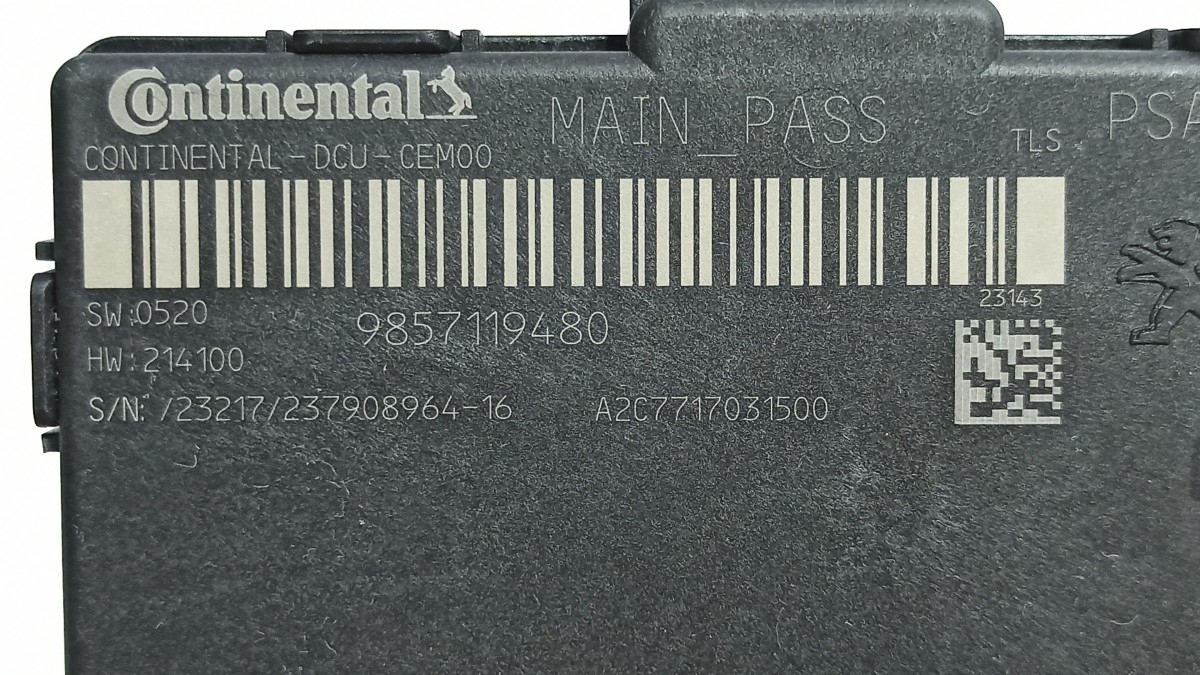 Continental
MAIN_PASS
TLS
PSA
CONTINENTAL-DCU-CEM00
23143
SW:0520
9857119480
HW:214100
S/N: /23217/237908964-16
A2C7717031500